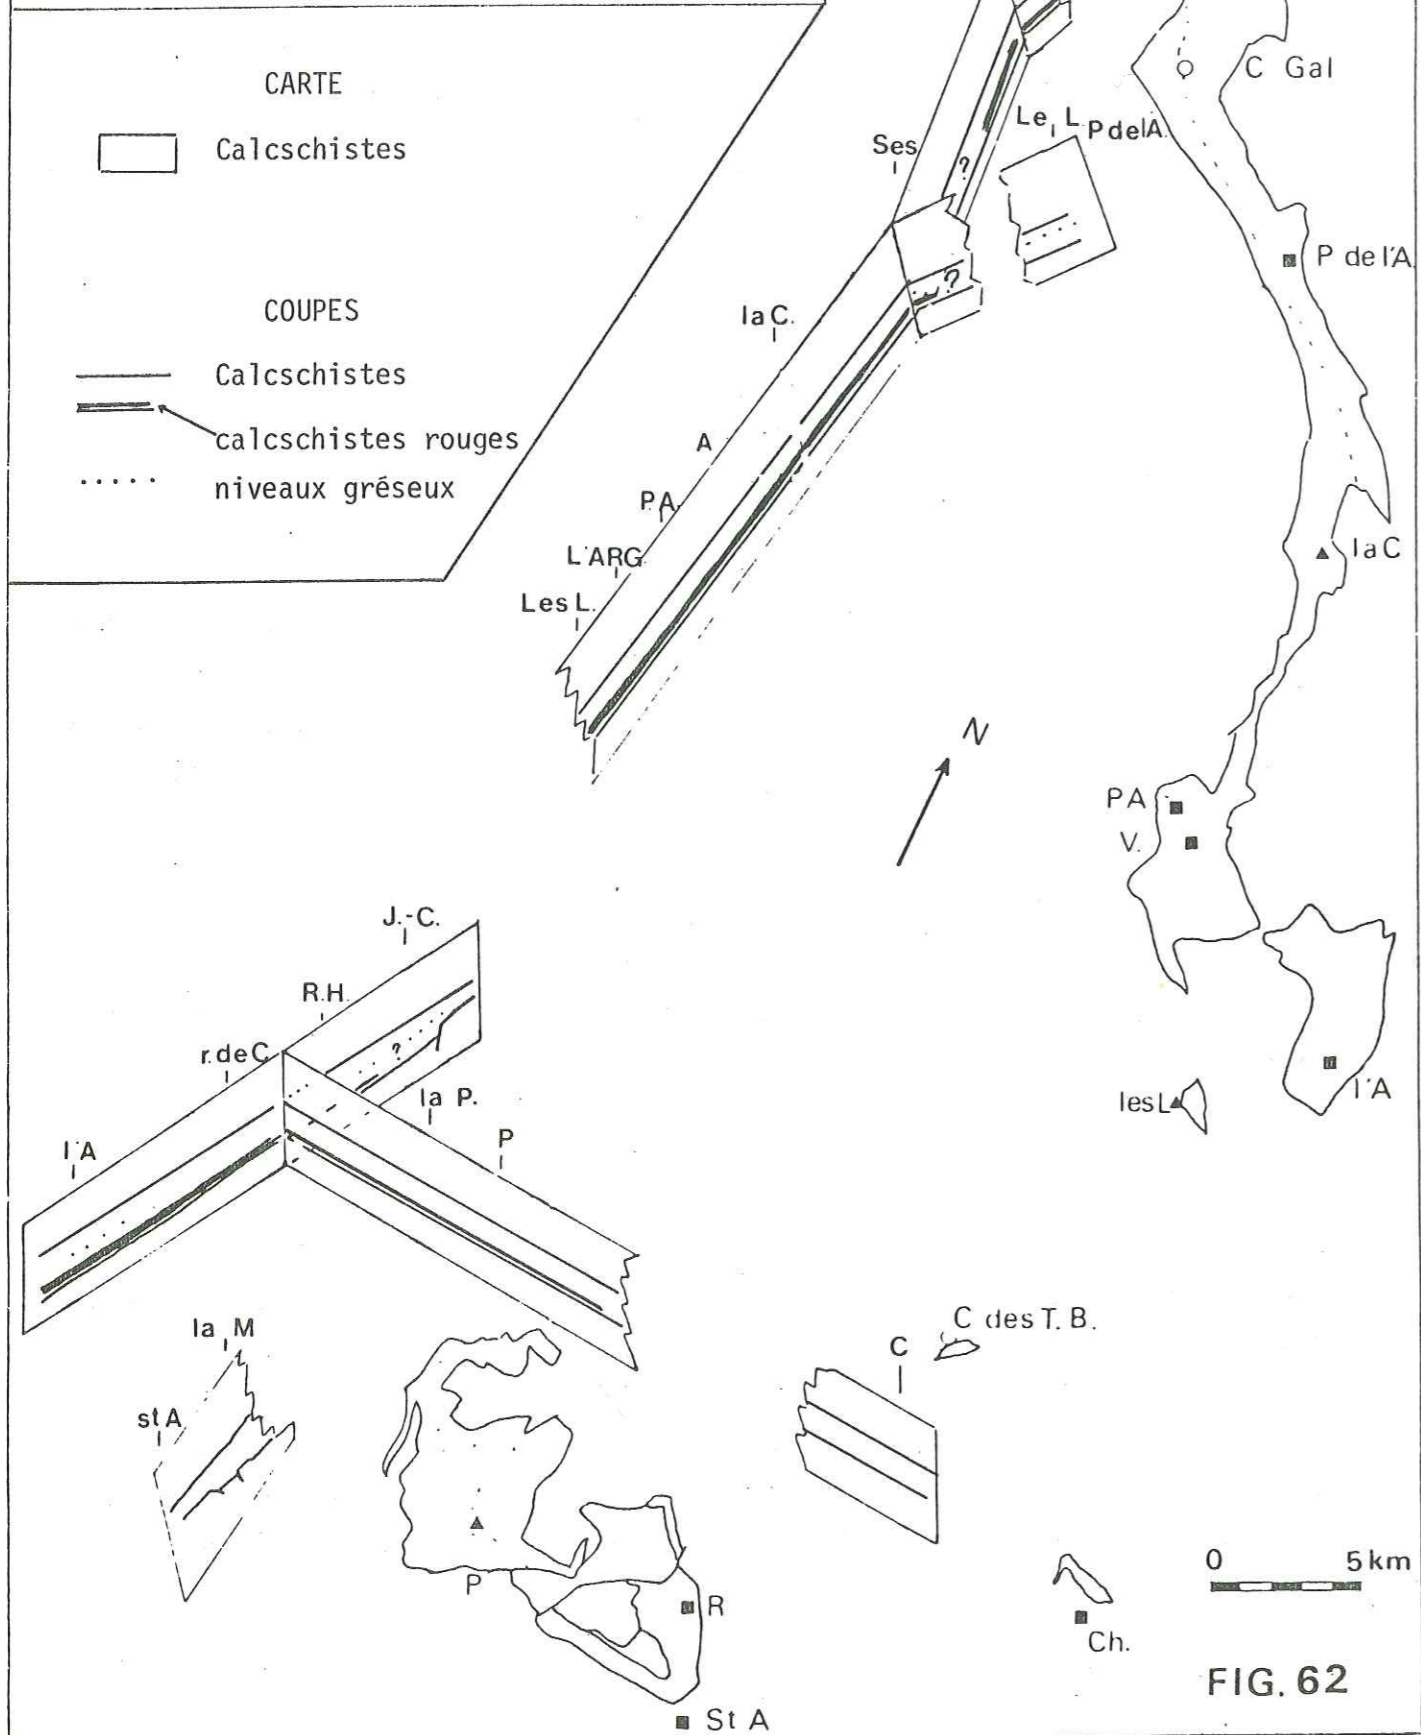 CARTE
Calcschistes
COUPES
Calcschistes
calcschistes rouges
niveaux gréseux
C Gal
Le L P de l'A.
Ses
P de l'A.
la C.
A
P.A.
L'ARG
Les L.
la C
N
P A
V.
J.-C.
R.H.
r. de C
la P.
P
l'A
les L
l'A
la M
st A
C des T. B.
C
0 5 km
P
R
Ch.
FIG. 62
St A
?
?
?